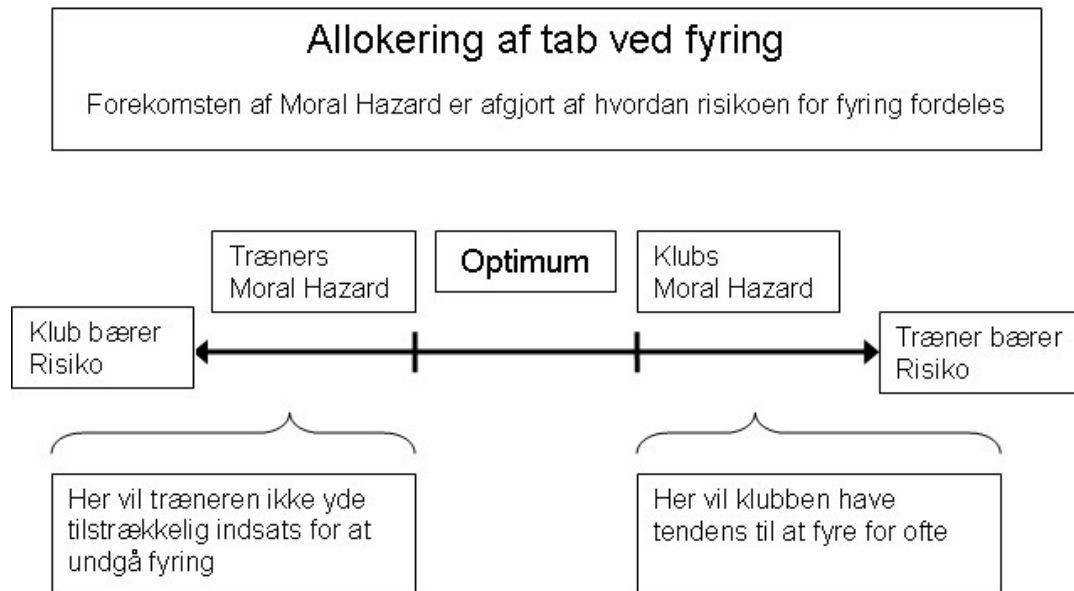 Allokering af tab ved fyring
Forekomsten af Moral Hazard er afgjort af hvordan risikoen for fyring fordeles
Træners
Moral Hazard
Optimum
Klubs
Moral Hazard
Klub bærer
Risiko
Træner bærer
Risiko
Her vil træneren ikke yde
tilstrækkelig indsats for at
undgå fyring
Her vil klubben have
tendens til at fyre for ofte